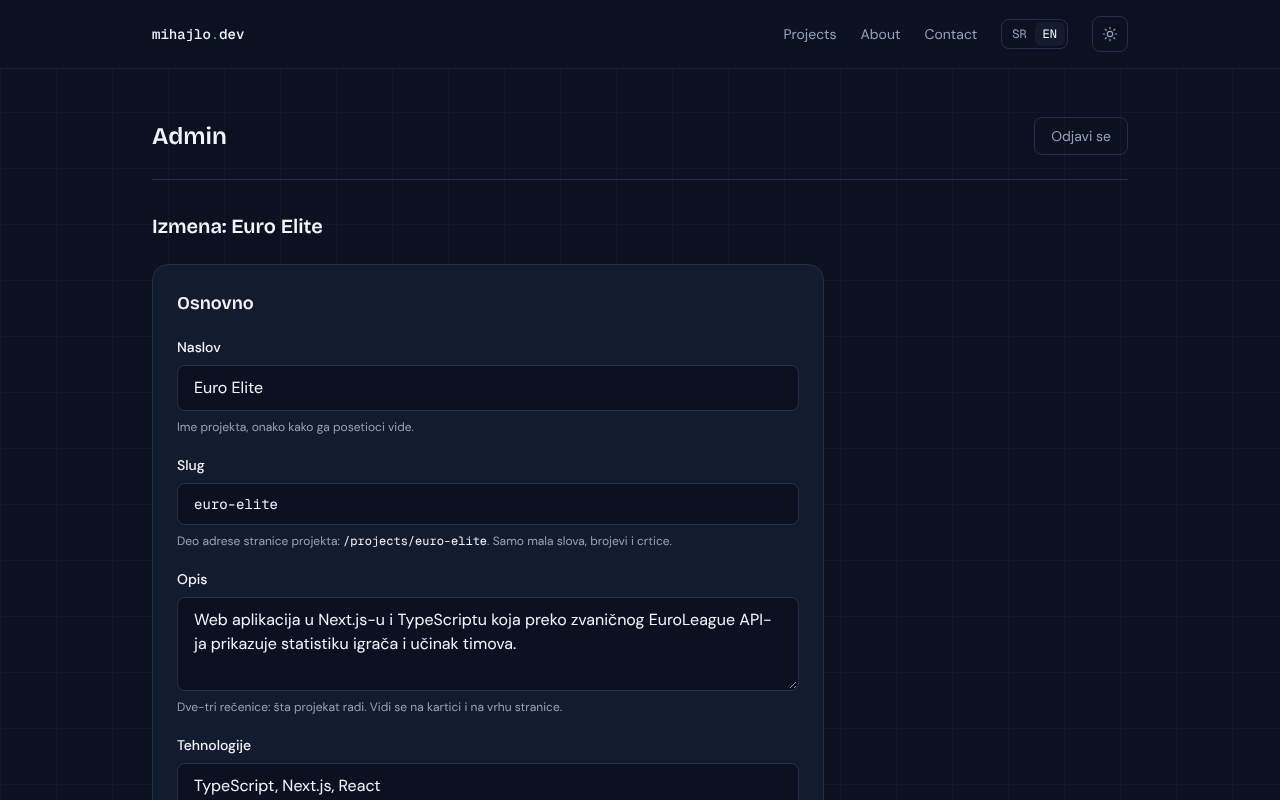 mihajlo.dev
Projects
About
Contact
SR
EN
Admin
Odjavi se
Izmena: Euro Elite
Osnovno
Naslov
Euro Elite
Ime projekta, onako kako ga posetioci vide.
Slug
euro-elite
Deo adrese stranice projekta: /projects/euro-elite. Samo mala slova, brojevi i crtice.
Opis
Web aplikacija u Next.js-u i TypeScriptu koja preko zvaničnog EuroLeague API-
ja prikazuje statistiku igrača i učinak timova.
Dve-tri rečenice: šta projekat radi. Vidi se na kartici i na vrhu stranice.
Tehnologije
TypeScript, Next.js, React